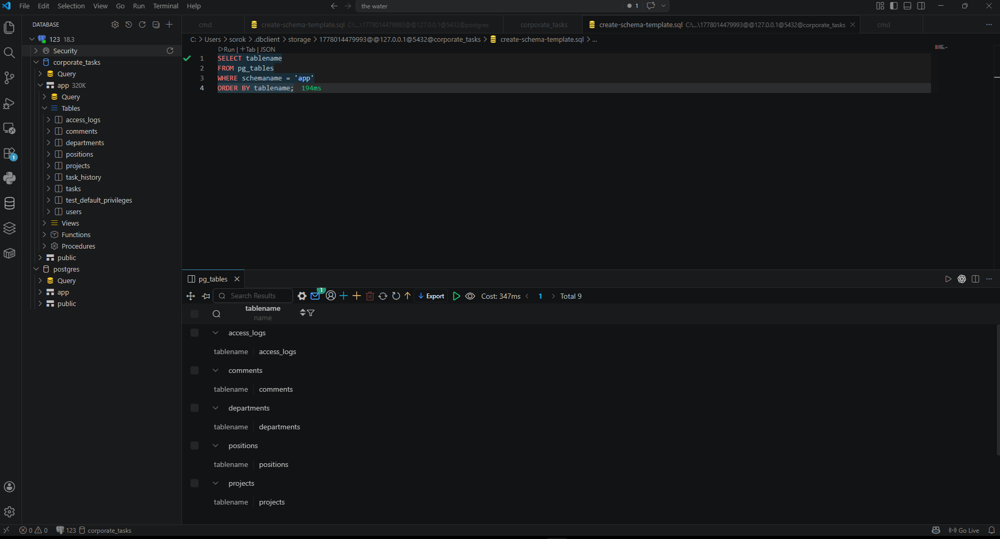 File Edit Selection View Go Run Terminal Help
the water
1
DATABASE
cmd
create-schema-template.sql C:\...\1778014479993@@127.0.0.1@5432@postgres
corporate_tasks
create-schema-template.sql C:\...\1778014479993@@127.0.0.1@5432@corporate_tasks
cmd
C: > Users > sorok > .dbclient > storage > 1778014479993@@127.0.0.1@5432@corporate_tasks > create-schema-template.sql > ...
123 18.3
Security
corporate_tasks
Query
app 320K
Query
Tables
access_logs
comments
departments
positions
projects
task_history
tasks
test_default_privileges
users
Views
Functions
Procedures
public
postgres
Query
app
public
1
Run | +Tab | JSON
1 SELECT tablename
2 FROM pg_tables
3 WHERE schemaname = 'app'
4 ORDER BY tablename; 194ms
pg_tables
Search Results
1
Export
Cost: 347ms
1
Total 9
tablename
name
access_logs
tablename access_logs
comments
tablename comments
departments
tablename departments
positions
tablename positions
projects
tablename projects
0 0 123 corporate_tasks
Go Live